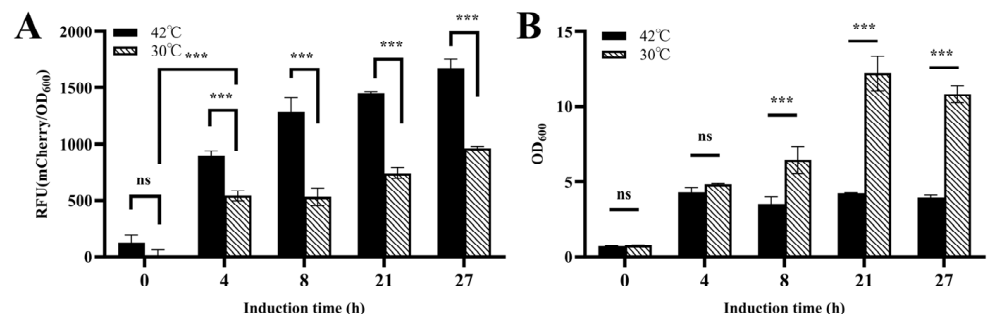 A
42℃
30℃
RFU(mCherry/OD600)
2000
1500
1000
500
0
ns
***
***
***
***
***
0 4 8 21 27
Induction time (h)
B
42℃
30℃
OD600
15
10
5
0
ns
ns
***
***
***
0 4 8 21 27
Induction time (h)